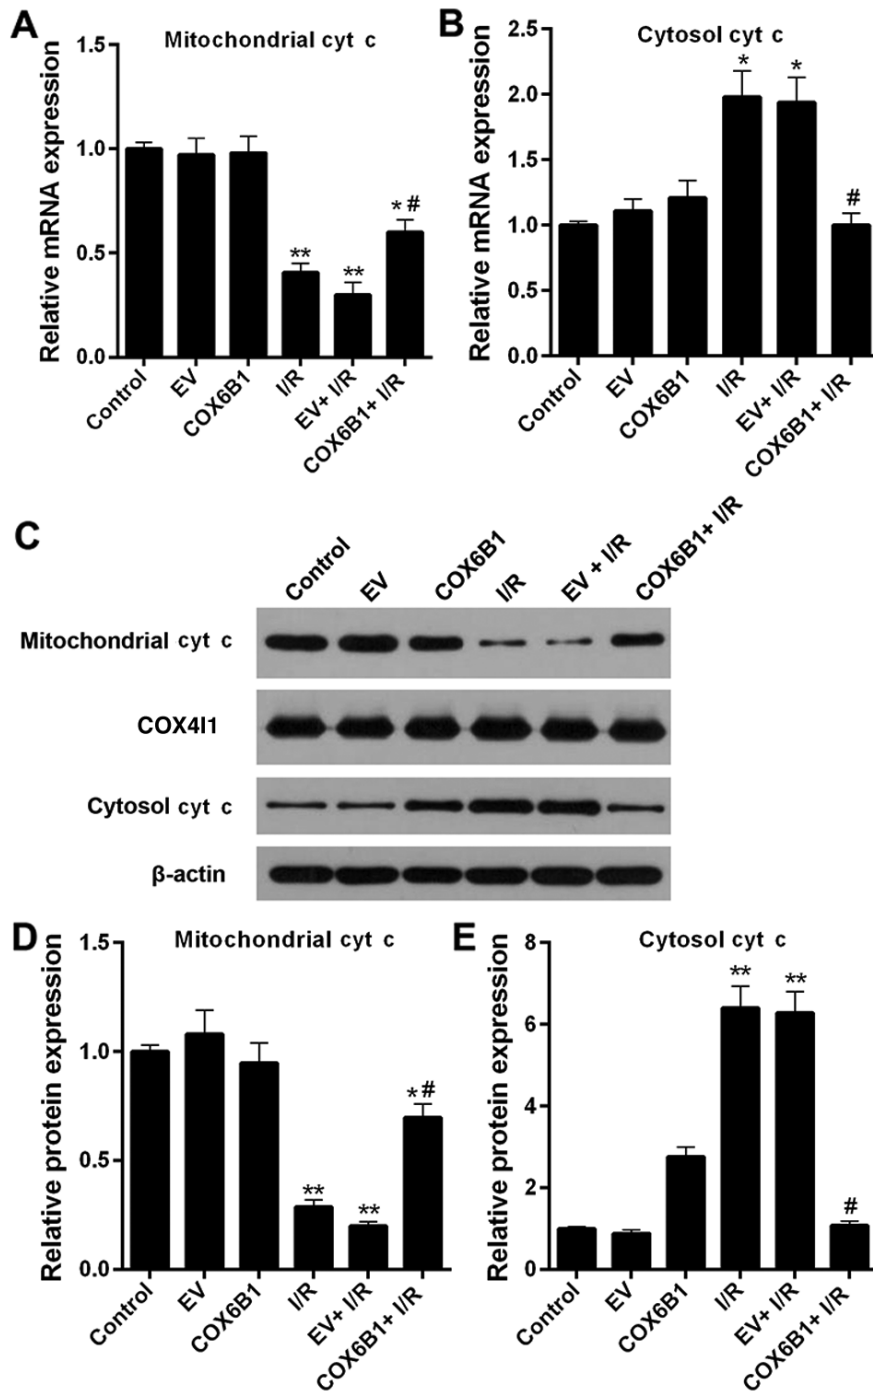 A
Mitochondrial cyt c
Relative mRNA expression
1.5
1.0
0.5
0.0
**
**
* #
Control
EV
COX6B1
I/R
EV+ I/R
COX6B1+ I/R
B
Cytosol cyt c
Relative mRNA expression
2.5
2.0
1.5
1.0
0.5
0.0
*
*
#
Control
EV
COX6B1
I/R
EV+ I/R
COX6B1+ I/R
C
Control
EV
COX6B1
I/R
EV + I/R
COX6B1+ I/R
Mitochondrial cyt c
COX4I1
Cytosol cyt c
β-actin
D
Mitochondrial cyt c
Relative protein expression
1.5
1.0
0.5
0.0
**
**
* #
Control
EV
COX6B1
I/R
EV+ I/R
COX6B1+ I/R
E
Cytosol cyt c
Relative protein expression
8
6
4
2
0
**
**
#
Control
EV
COX6B1
I/R
EV+ I/R
COX6B1+ I/R